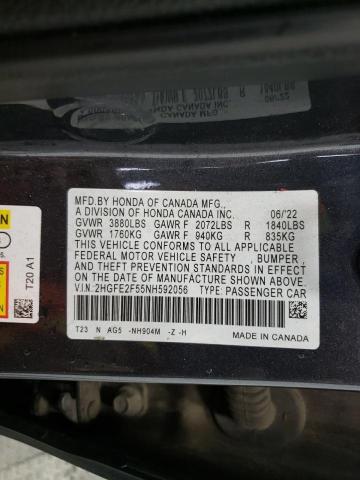 MFD.BY HONDA OF CANADA MFG.,
A DIVISION OF HONDA CANADA INC. 06/'22
GVWR 3880LBS GAWR F 2072LBS R 1840LBS
GVWR 1760KG GAWR F 940KG R 835KG
THIS VEHICLE CONFORMS TO ALL APPLICABLE
FEDERAL MOTOR VEHICLE SAFETY , BUMPER ,
AND THEFT PREVENTION STANDARDS IN EFFECT
ON THE DATE OF MANUFACTURE SHOWN ABOVE.
V.I.N: 2HGFE2F55NH592056 TYPE: PASSENGER CAR
T23 N AG5 -NH904M -Z -H MADE IN CANADA
T20 A1